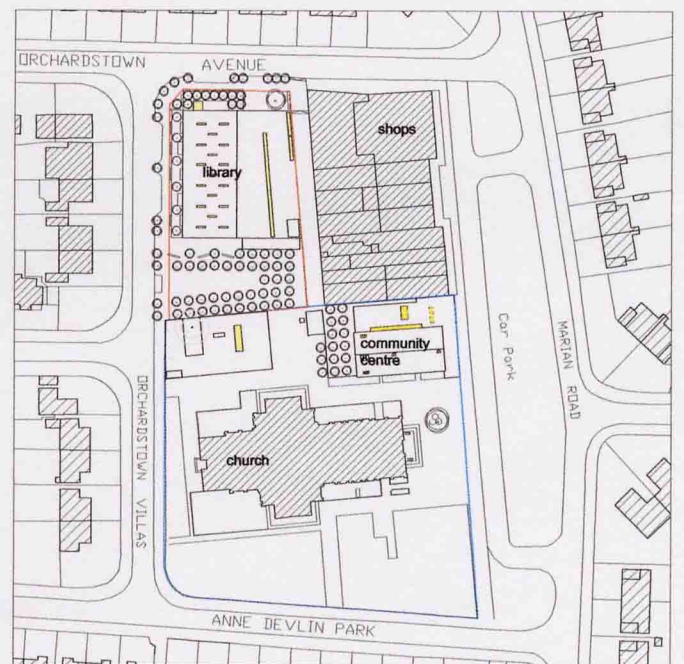 ORCHARDSTOWN AVENUE
shops
library
community
centre
Car Park
MARIAN ROAD
ORCHARDSTOWN VILLAS
church
ANNE DEVLIN PARK